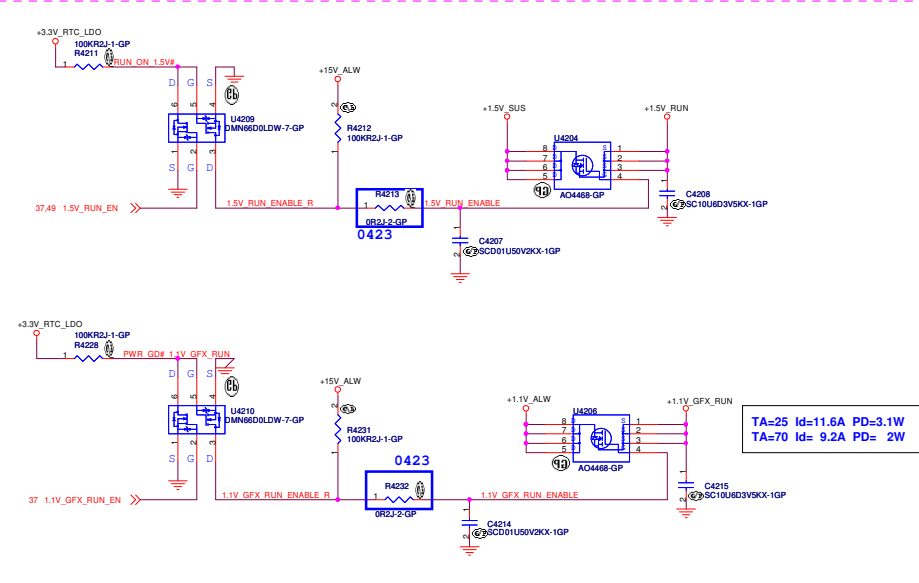 +3.3V_RTC_LDO
100KR2J-1-GP
R4211
RUN_ON_1.5V#
D G S
6 5 4
U4209
DMN66D0LDW-7-GP
1 2 3
S G D
37,49 1.5V_RUN_EN
+15V_ALW
R4212
100KR2J-1-GP
1.5V_RUN_ENABLE_R
R4213
0R2J-2-GP
0423
1.5V_RUN_ENABLE
C4207
SCD01U50V2KX-1GP
+1.5V_SUS
+1.5V_RUN
U4204
8 D S 1
7 D S 2
6 D S 3
5 D G 4
AO4468-GP
C4208
SC10U6D3V5KX-1GP
+3.3V_RTC_LDO
100KR2J-1-GP
R4228
PWR_GD#_1.1V_GFX_RUN
D G S
6 5 4
U4210
DMN66D0LDW-7-GP
1 2 3
S G D
37 1.1V_GFX_RUN_EN
+15V_ALW
R4231
100KR2J-1-GP
1.1V_GFX_RUN_ENABLE_R
0423
R4232
0R2J-2-GP
1.1V_GFX_RUN_ENABLE
C4214
SCD01U50V2KX-1GP
+1.1V_ALW
+1.1V_GFX_RUN
U4206
8 D S 1
7 D S 2
6 D S 3
5 D G 4
AO4468-GP
C4215
SC10U6D3V5KX-1GP
TA=25 Id=11.6A PD=3.1W
TA=70 Id= 9.2A PD= 2W